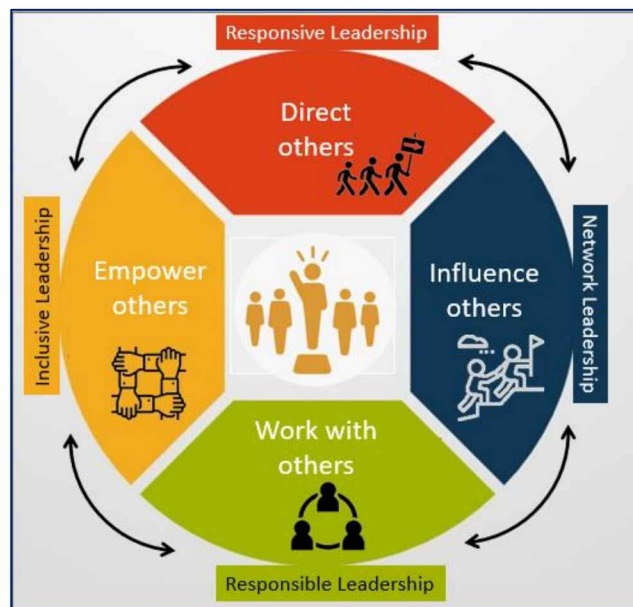 Responsive Leadership
Direct
others
Inclusive Leadership
Empower
others
Influence
others
Network Leadership
Work with
others
Responsible Leadership